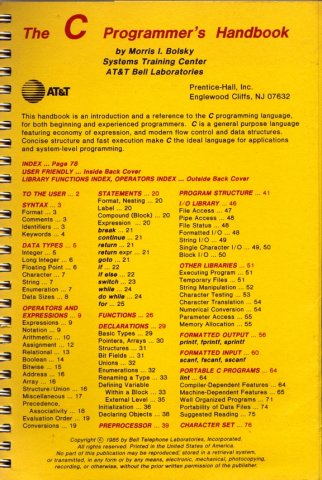 The C Programmer's Handbook
by Morris I. Bolsky
Systems Training Center
AT&T Bell Laboratories
AT&T
Prentice-Hall, Inc.
Englewood Cliffs, NJ 07632
This handbook is an introduction and a reference to the C programming language,
for both beginning and experienced programmers. C is a general purpose language
featuring economy of expression, and modern flow control and data structures.
Concise structure and fast execution make C the ideal language for applications
and system-level programming.
INDEX ... Page 78
USER FRIENDLY ... Inside Back Cover
LIBRARY FUNCTIONS INDEX, OPERATORS INDEX ... Outside Back Cover
TO THE USER ... 2
SYNTAX ... 3
Format ... 3
Comments ... 3
Identifiers ... 3
Keywords ... 4
DATA TYPES ... 5
Integer ... 5
Long Integer ... 6
Floating Point ... 6
Character ... 7
String ... 7
Enumeration ... 7
Data Sizes ... 8
OPERATORS AND
EXPRESSIONS ... 9
Expressions ... 9
Notation ... 9
Arithmetic ... 10
Assignment ... 12
Relational ... 13
Boolean ... 14
Bitwise ... 15
Address ... 16
Array ... 16
Structure/Union ... 16
Miscellaneous ... 17
Precedence,
Associativity ... 18
Evaluation Order ... 19
Conversions ... 19
STATEMENTS ... 20
Format, Nesting ... 20
Label ... 20
Compound (Block) ... 20
Expression ... 20
break ... 21
continue ... 21
return ... 21
return expr ... 21
goto ... 21
if ... 22
if else ... 22
switch ... 23
while ... 24
do while ... 24
for ... 25
FUNCTIONS ... 26
DECLARATIONS ... 29
Basic Types ... 29
Pointers, Arrays ... 30
Structures ... 31
Bit Fields ... 31
Unions ... 32
Enumerations ... 32
Renaming a Type ... 33
Defining Variable
Within a Block ... 33
External Level ... 35
Initialization ... 36
Declaring Objects ... 38
PREPROCESSOR ... 39
PROGRAM STRUCTURE ... 41
I/O LIBRARY ... 46
File Access ... 47
Pipe Access ... 48
File Status ... 48
Formatted I/O ... 48
String I/O ... 49
Single Character I/O ... 49, 50
Block I/O ... 50
OTHER LIBRARIES ... 51
Executing Program ... 51
Temporary Files ... 51
String Manipulation ... 52
Character Testing ... 53
Character Translation ... 54
Numerical Conversion ... 54
Parameter Access ... 55
Memory Allocation ... 55
FORMATTED OUTPUT ... 56
printf, fprintf, sprintf
FORMATTED INPUT ... 60
scanf, fscanf, sscanf
PORTABLE C PROGRAMS ... 64
lint ... 64
Compiler-Dependent Features ... 64
Machine-Dependent Features ... 65
Well Organized Programs ... 71
Portability of Data Files ... 74
Suggested Reading ... 75
CHARACTER SET ... 76
Copyright © 1985 by Bell Telephone Laboratories, Incorporated.
All rights reserved. Printed in the United States of America.
No part of this publication may be reproduced, stored in a retrieval system,
or transmitted, in any form or by any means, electronic, mechanical, photocopying,
recording, or otherwise, without the prior written permission of the publisher.